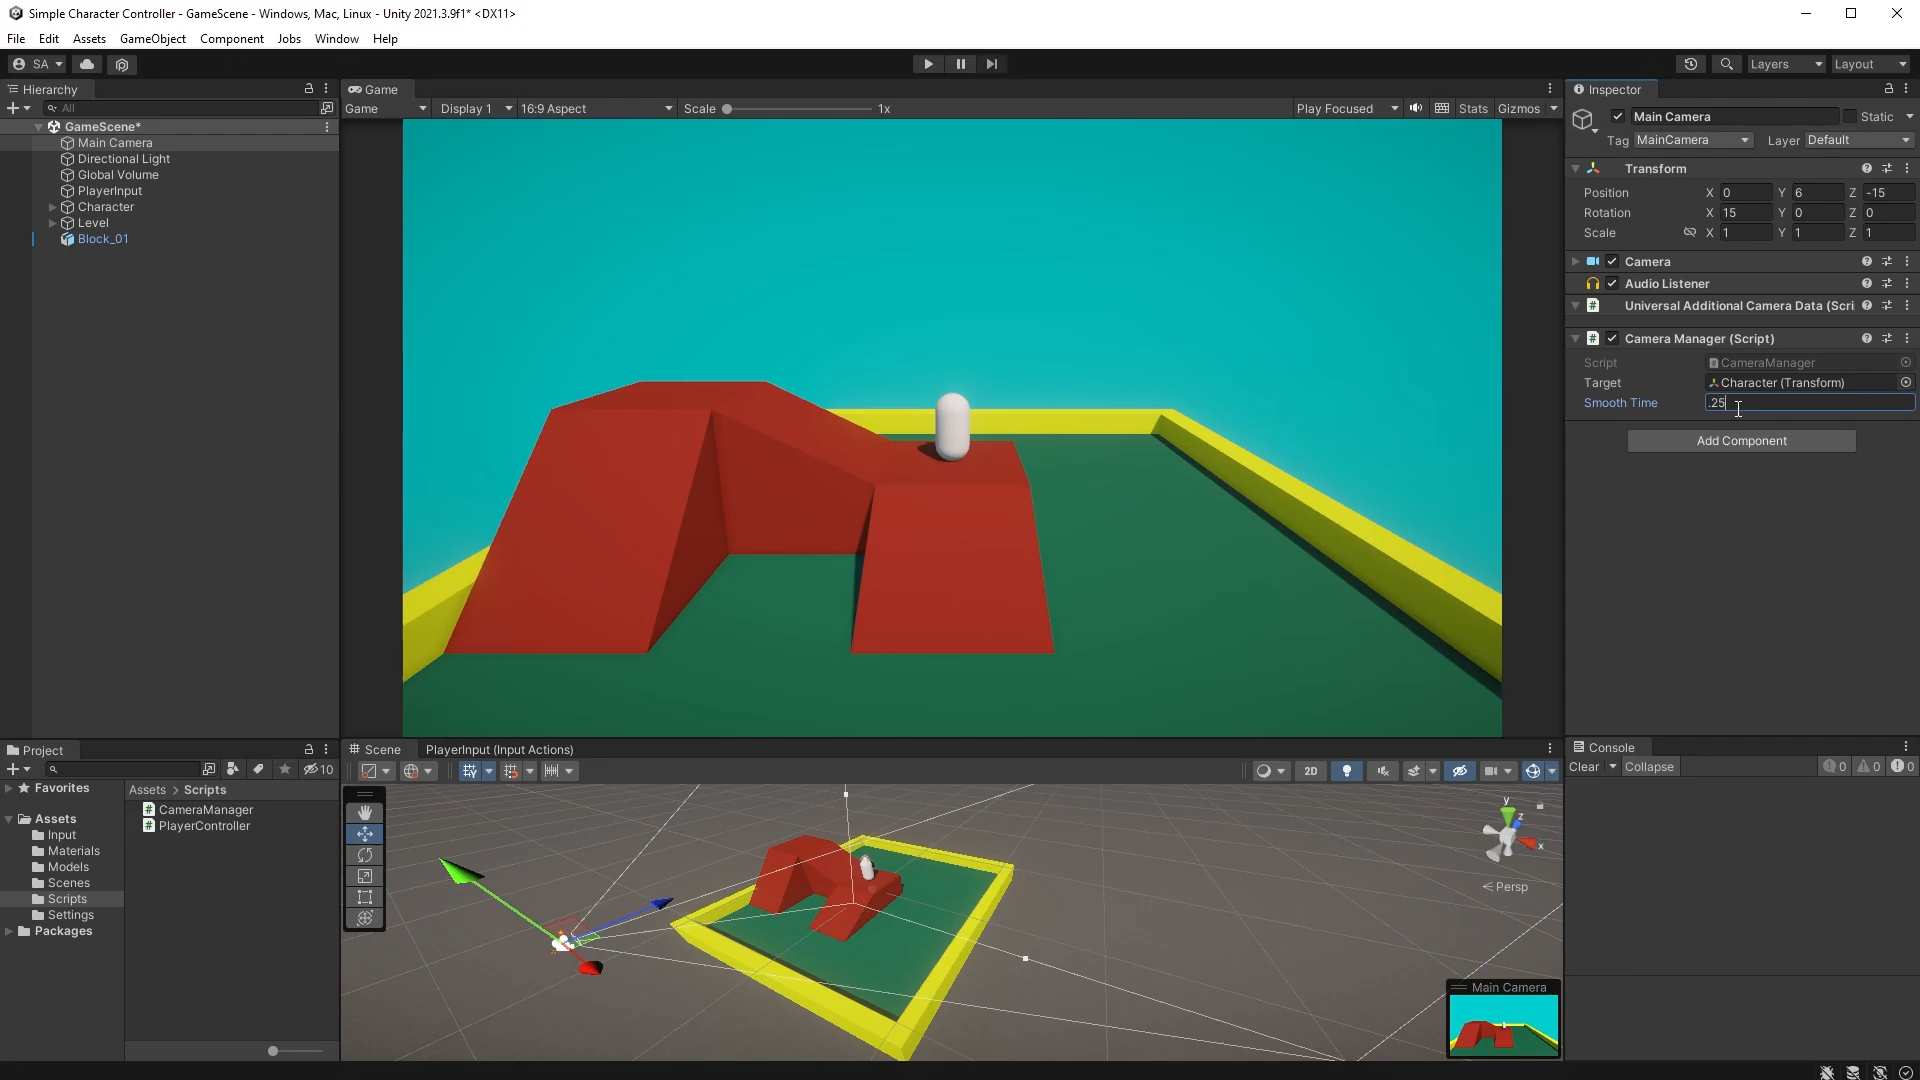 Simple Character Controller - GameScene - Windows, Mac, Linux - Unity 2021.3.9f1* <DX11>
File Edit Assets GameObject Component Jobs Window Help
SA
Layers Layout
Hierarchy
All
GameScene*
Main Camera
Directional Light
Global Volume
PlayerInput
Character
Level
Block_01
Game
Game Display 1 16:9 Aspect Scale 1x Play Focused Stats Gizmos
Inspector
Main Camera Static
Tag MainCamera Layer Default
Transform
Position X 0 Y 6 Z -15
Rotation X 15 Y 0 Z 0
Scale X 1 Y 1 Z 1
Camera
Audio Listener
Universal Additional Camera Data (Scri
Camera Manager (Script)
Script CameraManager
Target Character (Transform)
Smooth Time .25
Add Component
Project
10
Favorites
Assets
Input
Materials
Models
Scenes
Scripts
Settings
Packages
Assets > Scripts
CameraManager
PlayerController
Scene PlayerInput (Input Actions)
2D
y
z
x
< Persp
Main Camera
Console
Clear Collapse 0 0 0